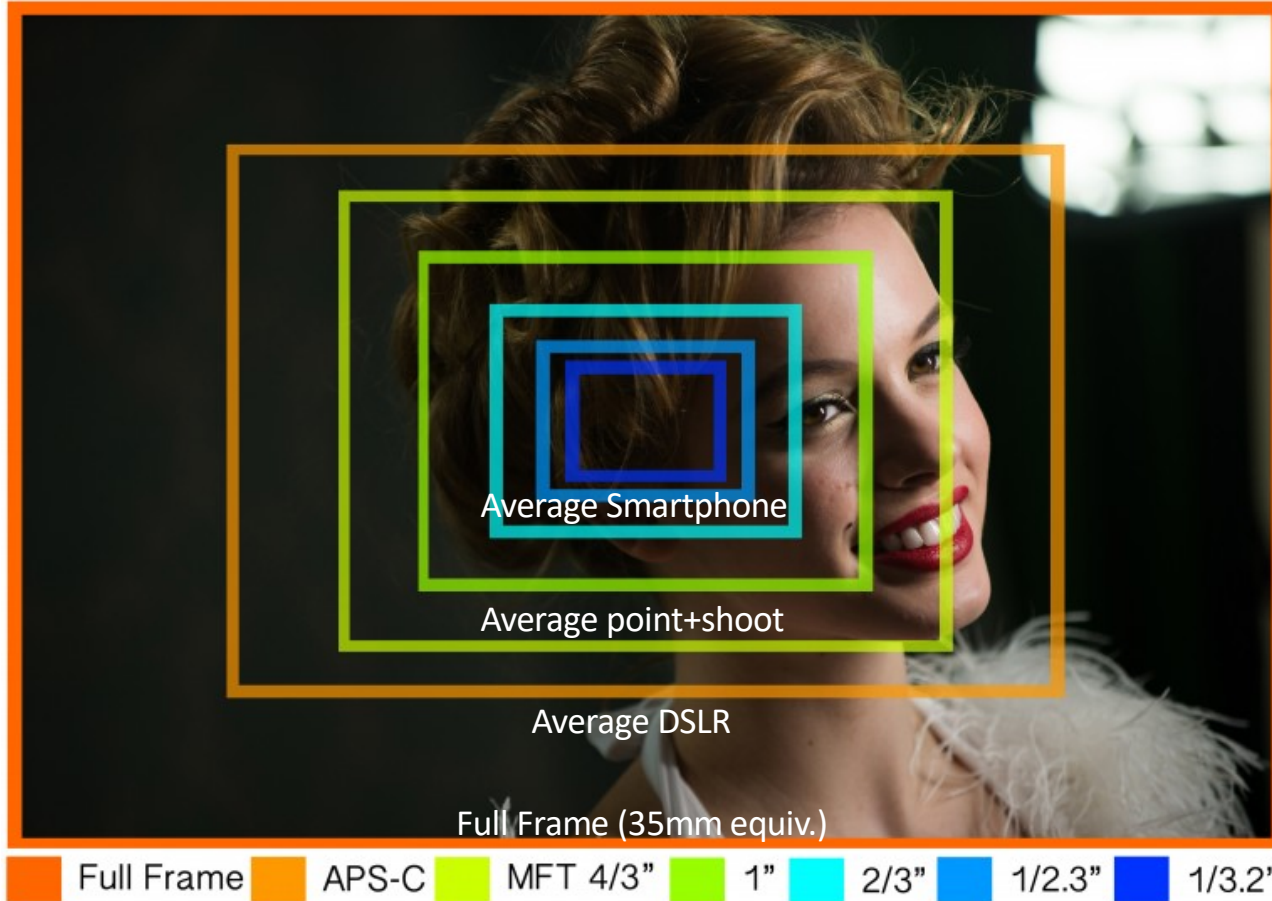 Average Smartphone
Average point+shoot
Average DSLR
Full Frame (35mm equiv.)
Full Frame APS-C MFT 4/3” 1” 2/3” 1/2.3” 1/3.2”